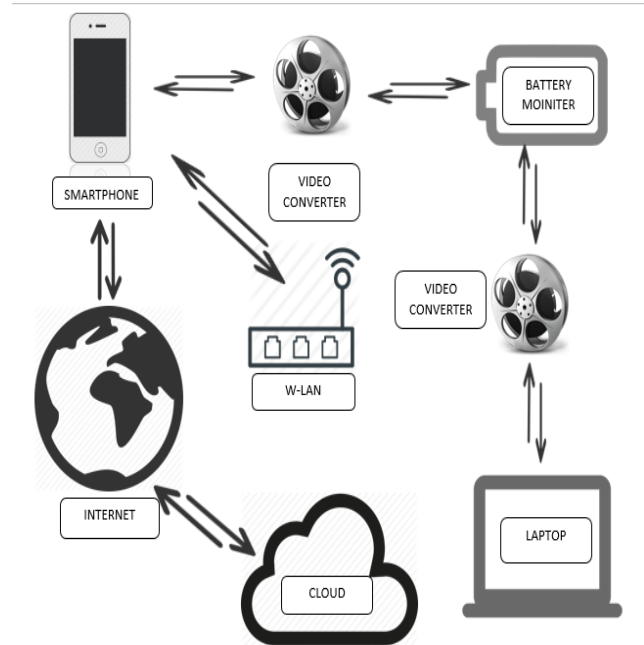 BATTERY
MOINITER
SMARTPHONE
VIDEO
CONVERTER
VIDEO
CONVERTER
W-LAN
INTERNET
LAPTOP
CLOUD